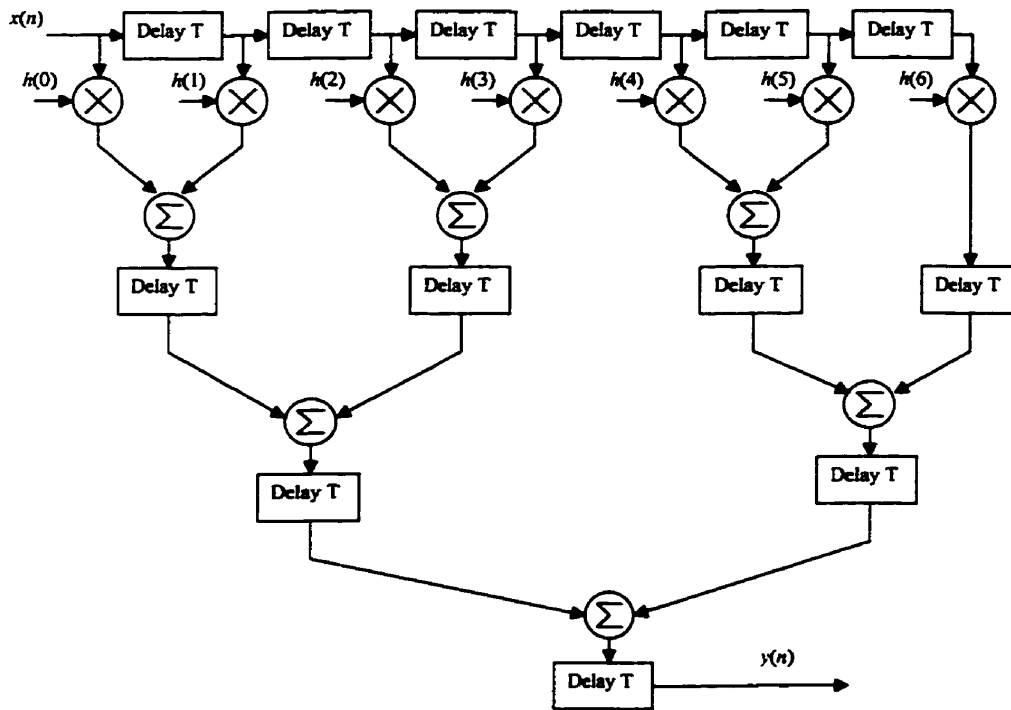 x(n)
Delay T Delay T Delay T Delay T Delay T Delay T
h(0) h(1) h(2) h(3) h(4) h(5) h(6)
Σ Σ Σ
Delay T Delay T Delay T Delay T
Σ Σ
Delay T Delay T
Σ
Delay T y(n)